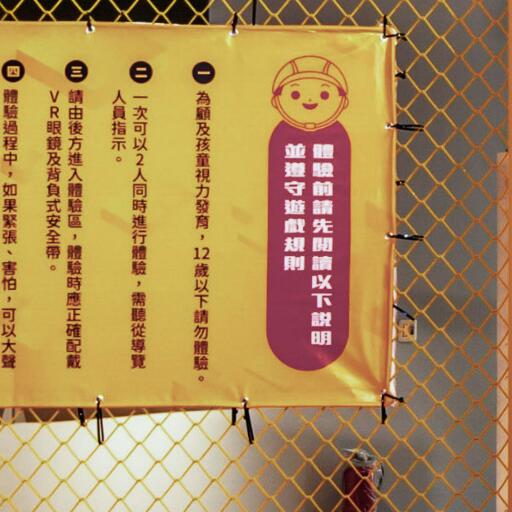 體驗前請先閱讀以下說明
並遵守遊戲規則
一
為顧及孩童視力發育，12歲以下請勿體驗。
二
一次可以2人同時進行體驗，需聽從導覽
人員指示。
三
請由後方進入體驗區，體驗時應正確配戴
VR眼鏡及背負式安全帶。
四
體驗過程中，如果緊張、害怕，可以大聲